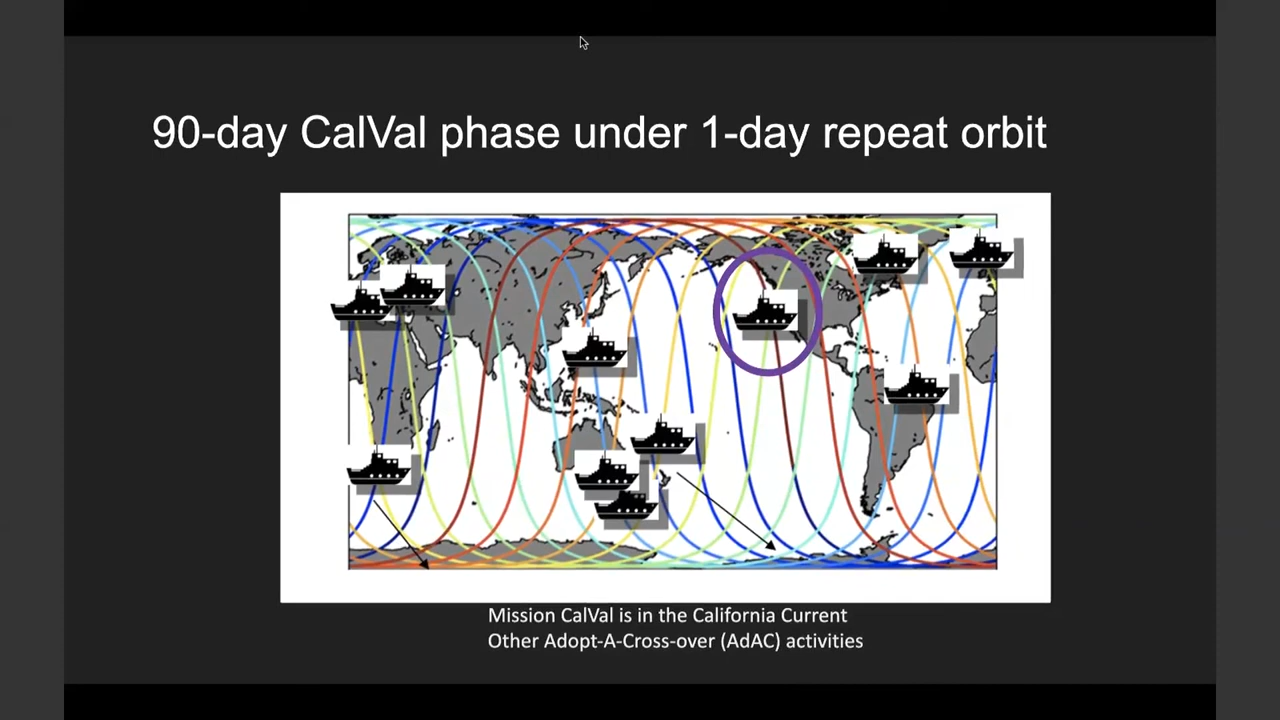 90-day CalVal phase under 1-day repeat orbit
Mission CalVal is in the California Current
Other Adopt-A-Cross-over (AdAC) activities